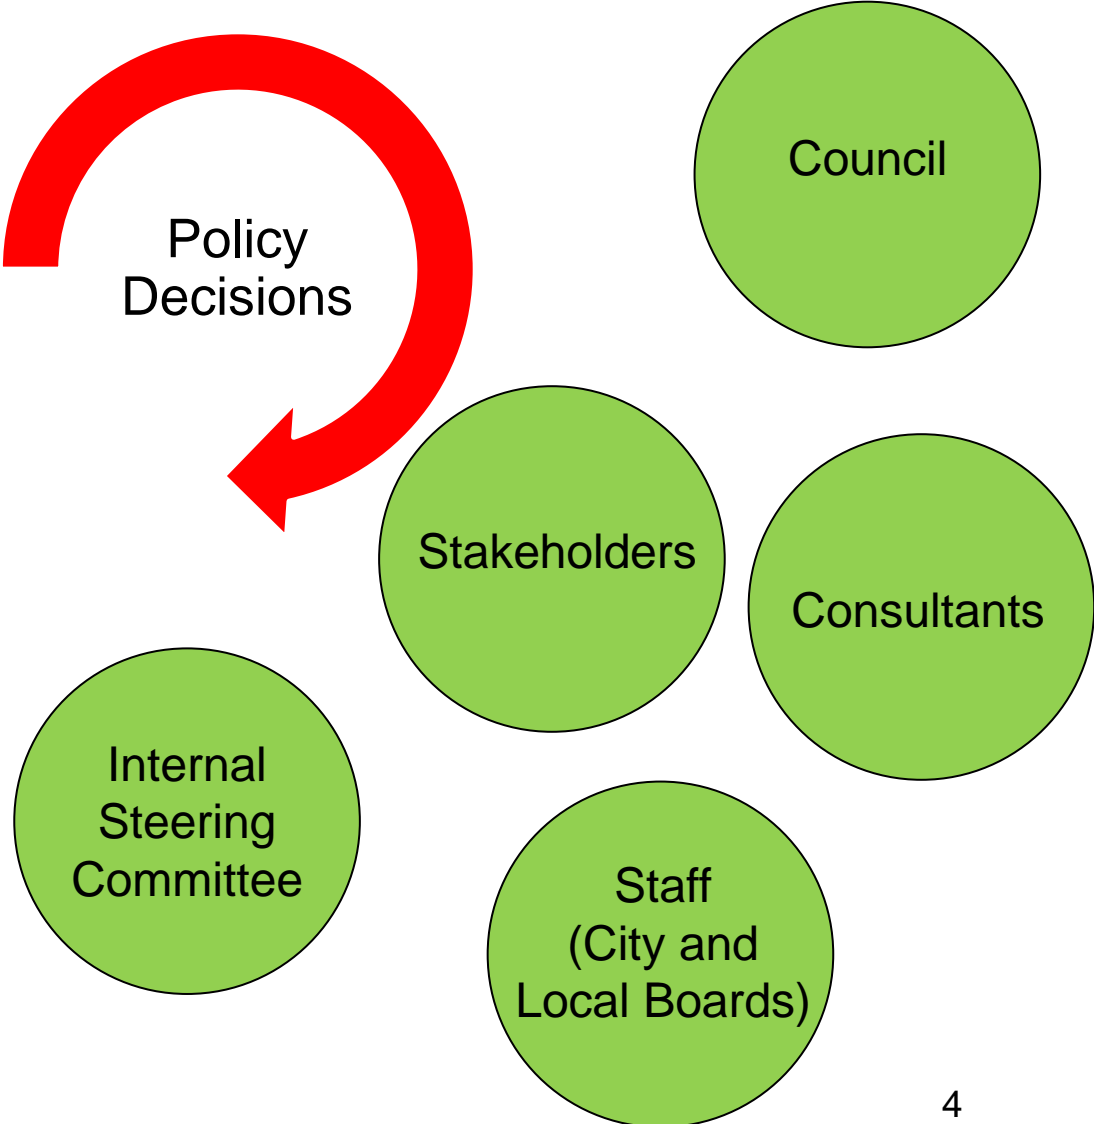 Council
Policy
Decisions
Stakeholders
Consultants
Internal
Steering
Committee
Staff
(City and
Local Boards)
4